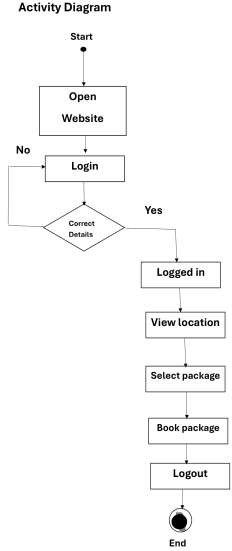 Activity Diagram
Start
Open
Website
No
Login
Correct
Details
Yes
Logged in
View location
Select package
Book package
Logout
End